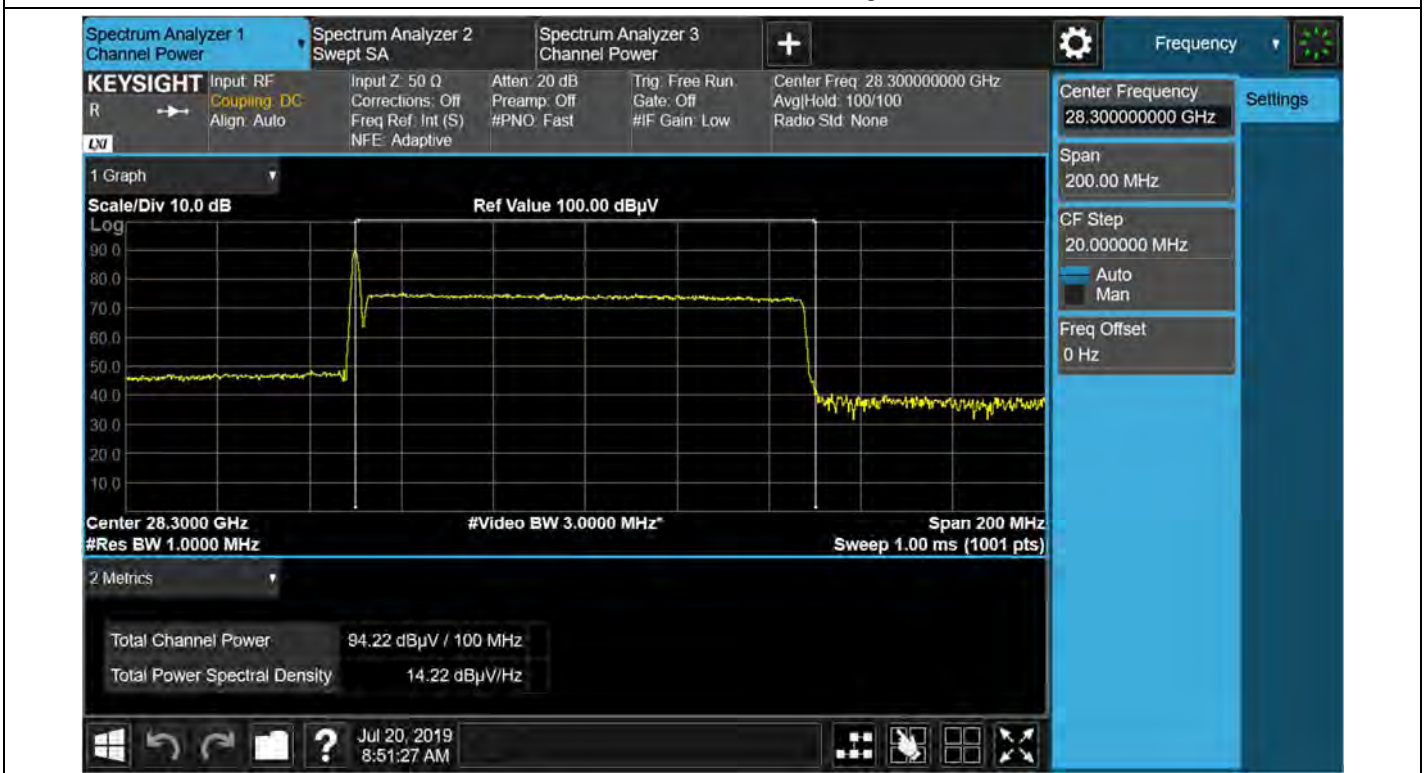 Spectrum Analyzer 1
Channel Power
Spectrum Analyzer 2
Swept SA
Spectrum Analyzer 3
Channel Power
+
Frequency
KEYSIGHT
R
LXI
Input: RF
Coupling: DC
Align: Auto
Input Z: 50 Ω
Corrections: Off
Freq Ref: Int (S)
NFE: Adaptive
Atten: 20 dB
Preamp: Off
#PNO: Fast
Trig: Free Run
Gate: Off
#IF Gain: Low
Center Freq: 28.300000000 GHz
Avg|Hold: 100/100
Radio Std: None
1 Graph
Scale/Div 10.0 dB
Ref Value 100.00 dBµV
Log
90.0
80.0
70.0
60.0
50.0
40.0
30.0
20.0
10.0
Center 28.3000 GHz
#Video BW 3.0000 MHz*
Span 200 MHz
#Res BW 1.0000 MHz
Sweep 1.00 ms (1001 pts)
2 Metrics
Total Channel Power 94.22 dBµV / 100 MHz
Total Power Spectral Density 14.22 dBµV/Hz
?
Jul 20, 2019
8:51:27 AM
Center Frequency
28.300000000 GHz
Settings
Span
200.00 MHz
CF Step
20.000000 MHz
Auto
Man
Freq Offset
0 Hz